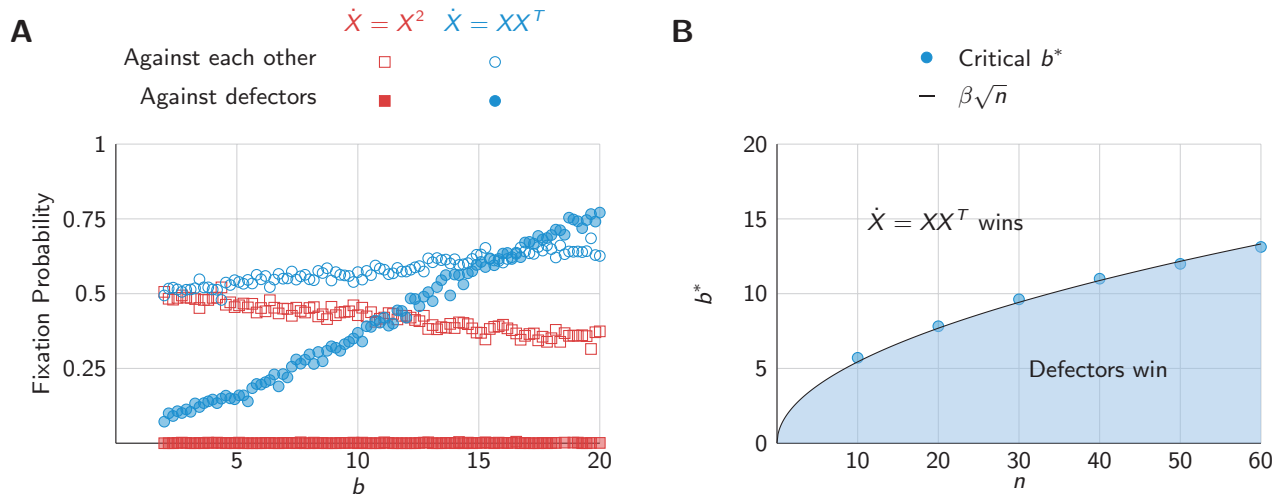 A
Ẋ = X² Ẋ = XXᵀ
Against each other
Against defectors
1
0.75
0.5
0.25
Fixation Probability
5 10 15 20
b
B
Critical b*
β√n
20
15
10
5
0
b*
Ẋ = XXᵀ wins
Defectors win
10 20 30 40 50 60
n